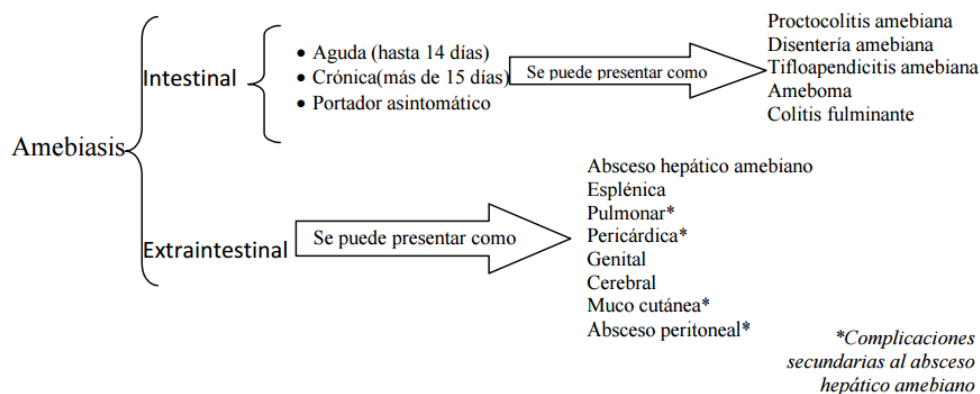 Amebiasis
Intestinal
• Aguda (hasta 14 días)
• Crónica(más de 15 días)
• Portador asintomático
Se puede presentar como
Proctocolitis amebiana
Disentería amebiana
Tifloapendicitis amebiana
Ameboma
Colitis fulminante
Extraintestinal
Se puede presentar como
Absceso hepático amebiano
Esplénica
Pulmonar*
Pericárdica*
Genital
Cerebral
Muco cutánea*
Absceso peritoneal*
*Complicaciones
secundarias al absceso
hepático amebiano